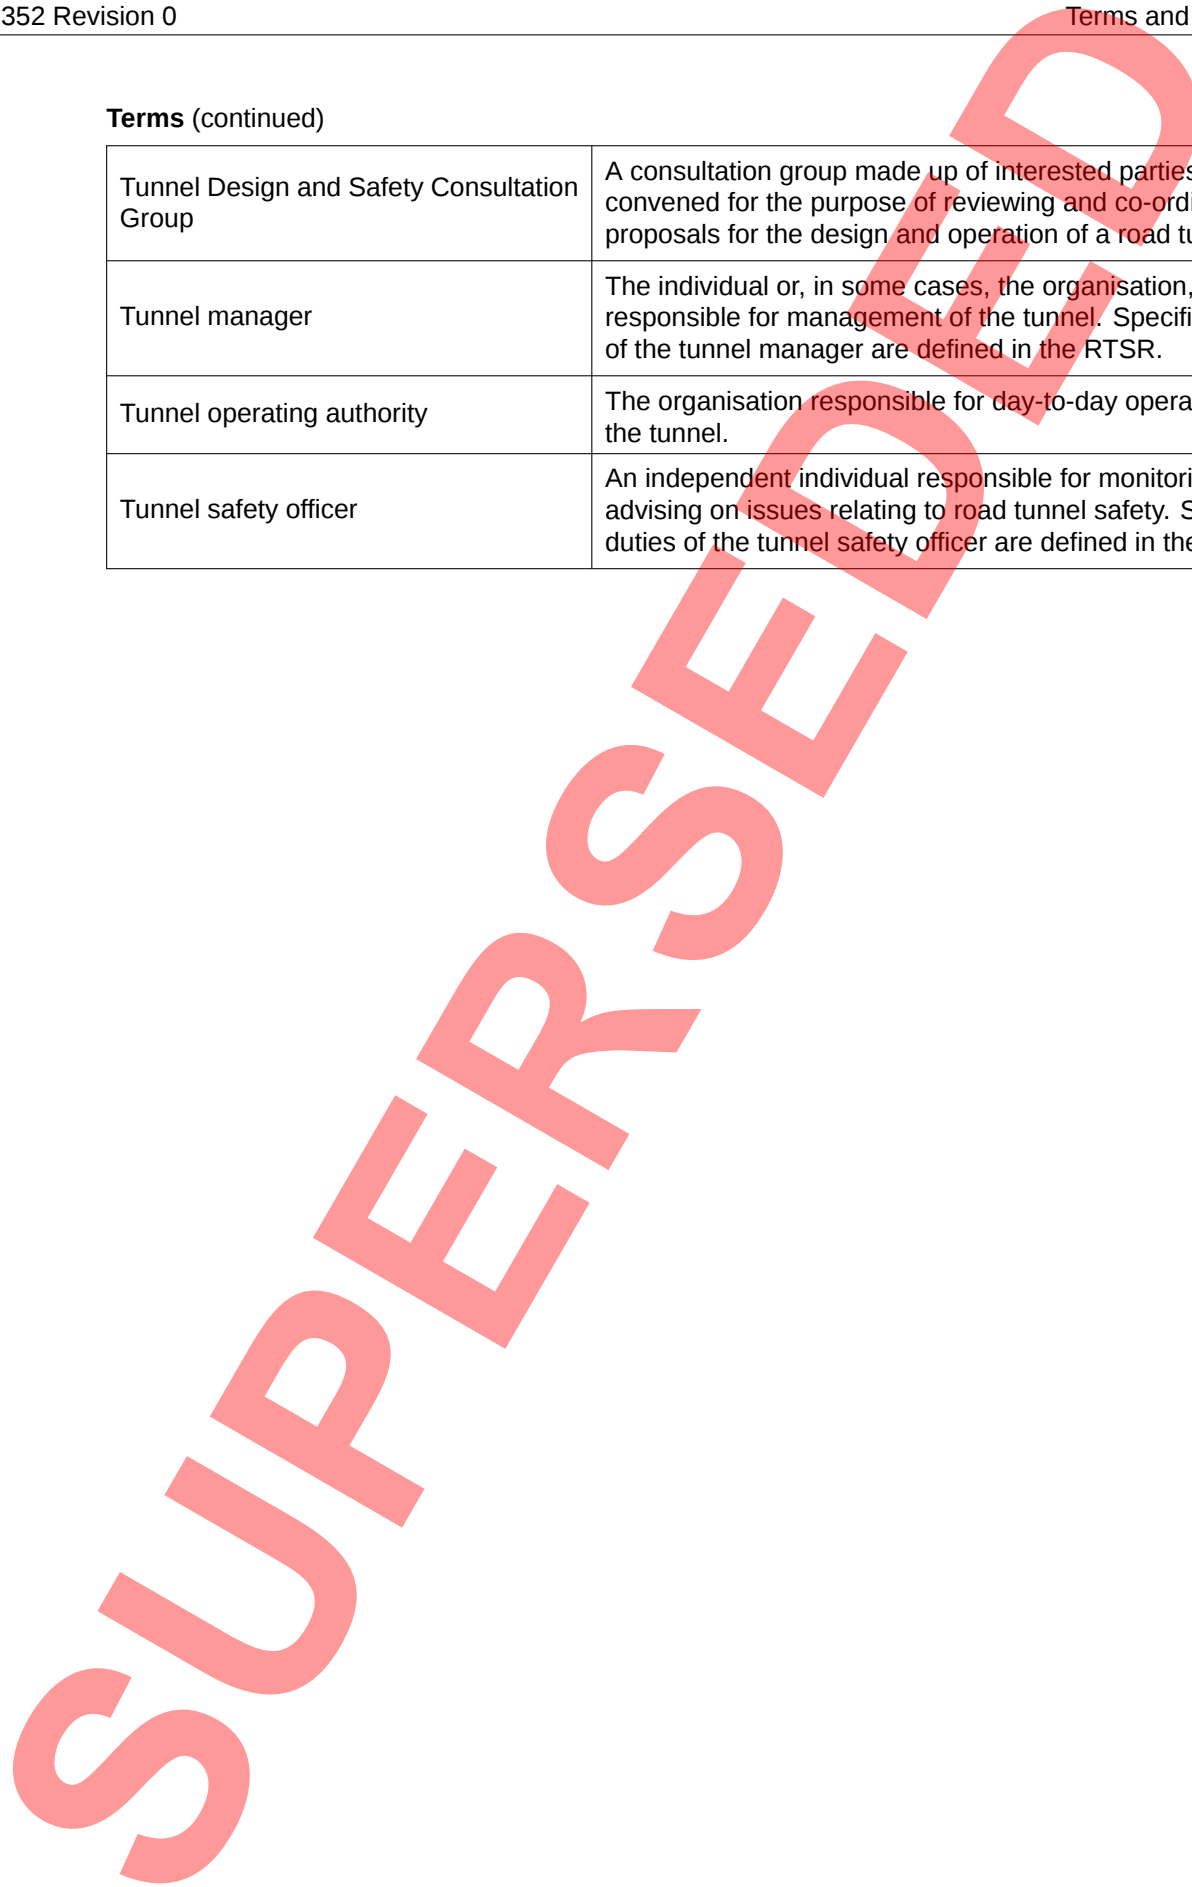 352 Revision 0 Terms and
Terms (continued)
Tunnel Design and Safety Consultation
Group
A consultation group made up of interested parties
convened for the purpose of reviewing and co-ordi
proposals for the design and operation of a road tu
Tunnel manager
The individual or, in some cases, the organisation,
responsible for management of the tunnel. Specifi
of the tunnel manager are defined in the RTSR.
Tunnel operating authority
The organisation responsible for day-to-day opera
the tunnel.
Tunnel safety officer
An independent individual responsible for monitori
advising on issues relating to road tunnel safety. S
duties of the tunnel safety officer are defined in the
SUPERSEDED